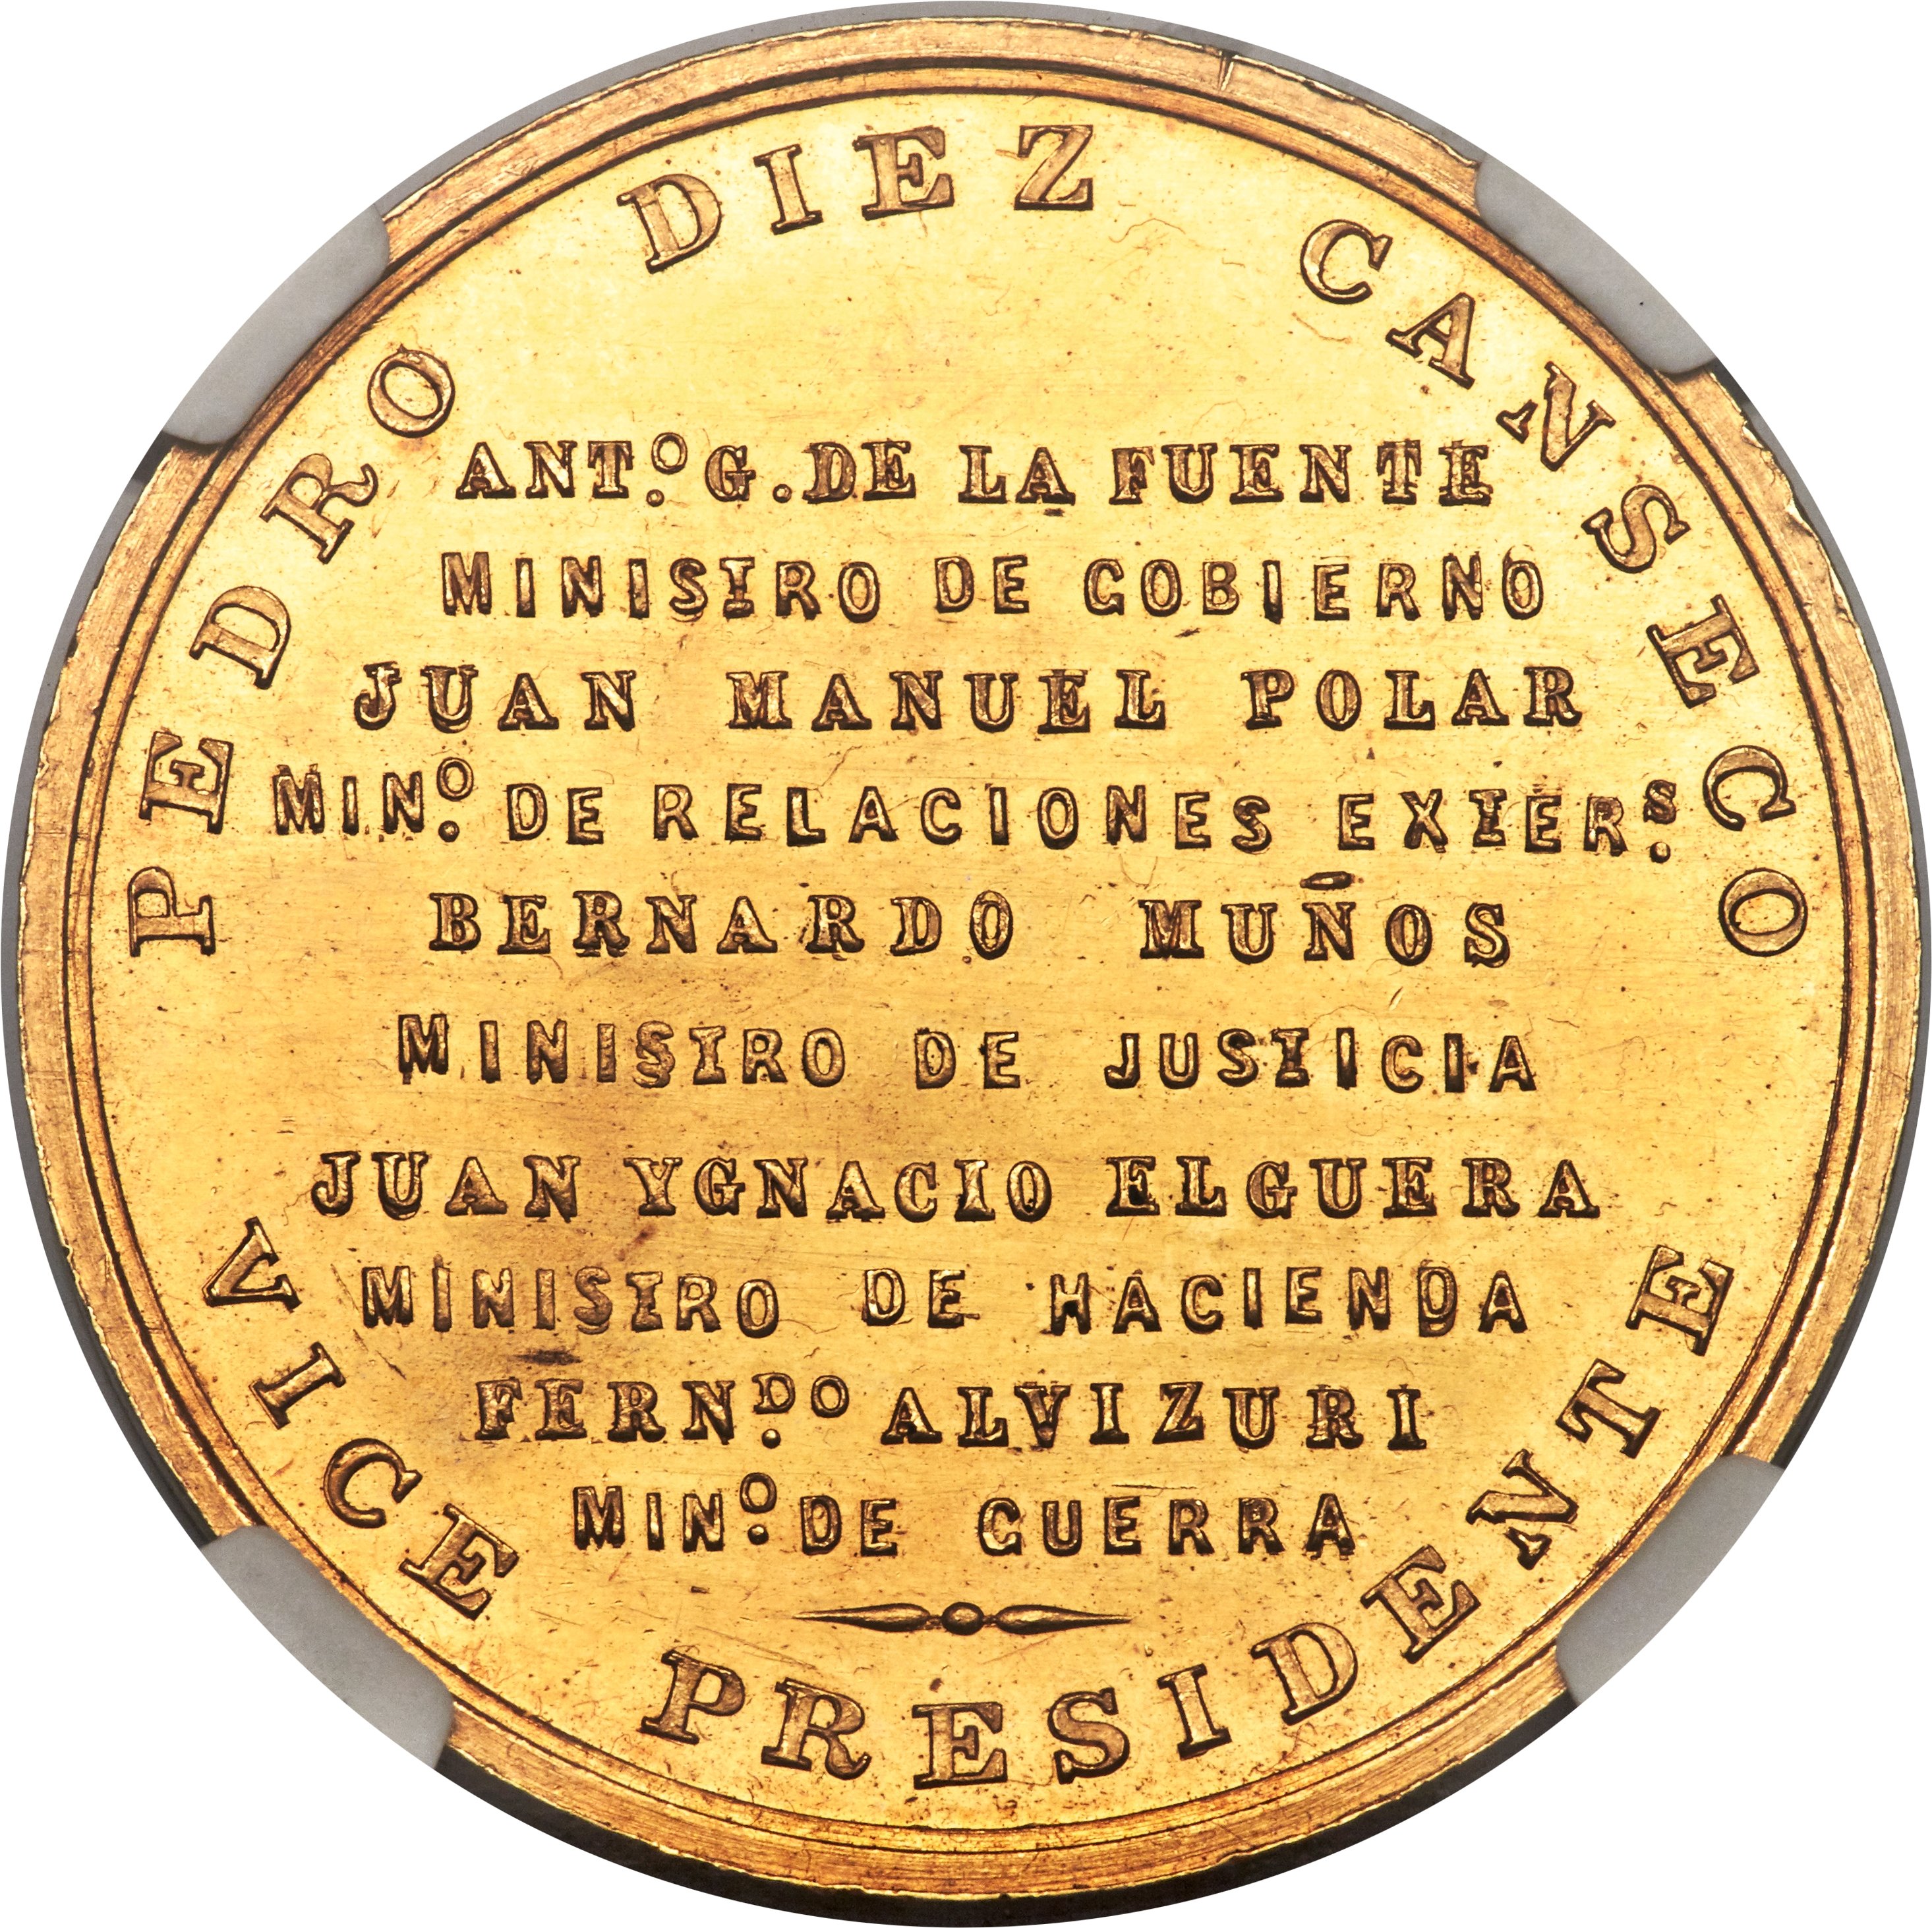 PEDRO DIEZ CANSECO
ANT.º G. DE LA FUENTE
MINISTRO DE GOBIERNO
JUAN MANUEL POLAR
MIN.º DE RELACIONES EXTER.S
BERNARDO MUÑOS
MINISTRO DE JUSTICIA
JUAN YGNACIO ELGUERA
MINISTRO DE HACIENDA
FERN.DO ALVIZURI
MIN.º DE GUERRA
VICE PRESIDENTE